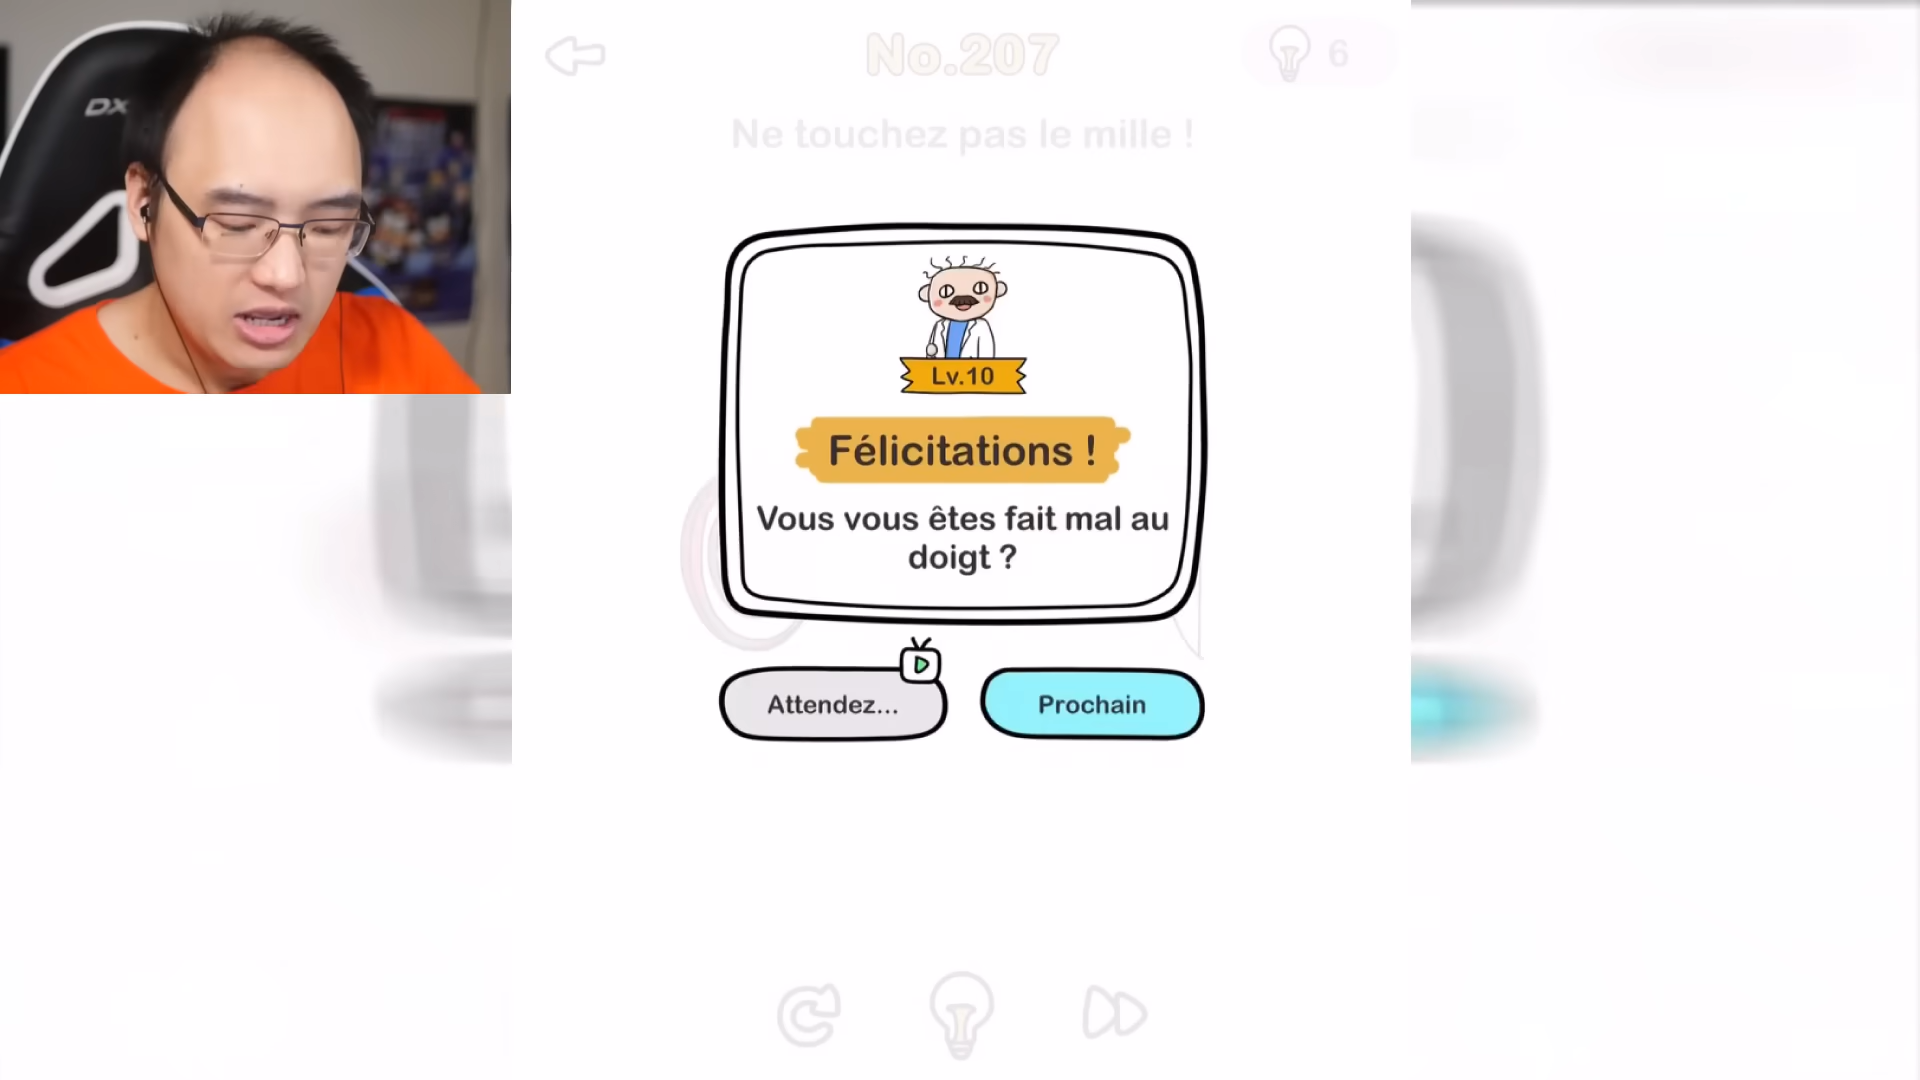 DX
No.207
6
Ne touchez pas le mille !
Lv.10
Félicitations !
Vous vous êtes fait mal au
doigt ?
Attendez...
Prochain